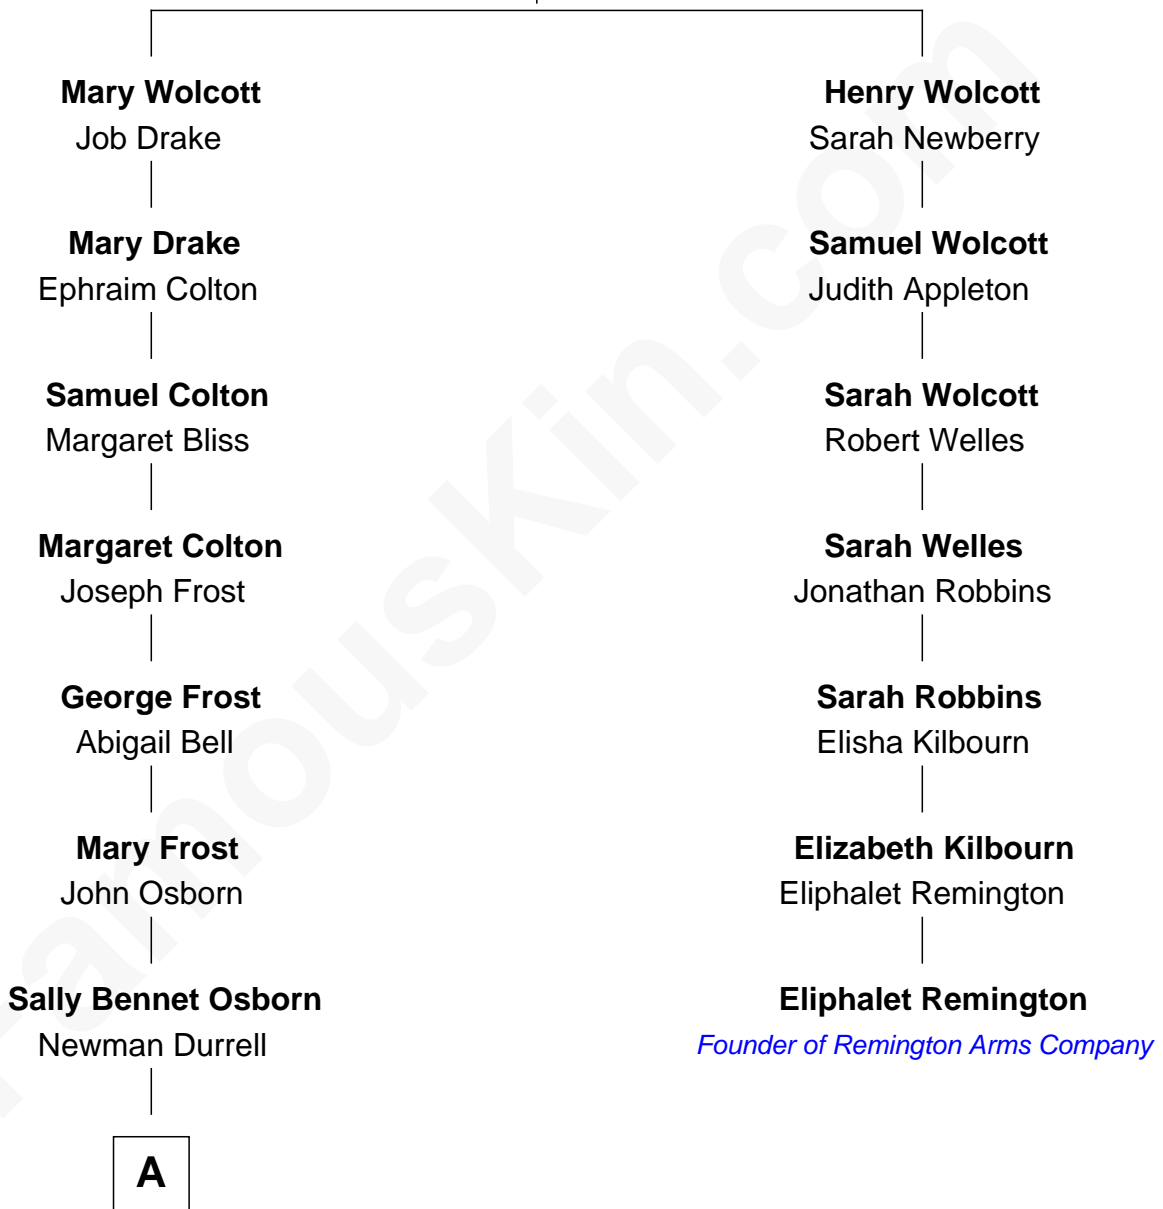 Mary Wolcott
Job Drake
Henry Wolcott
Sarah Newberry
Mary Drake
Ephraim Colton
Samuel Wolcott
Judith Appleton
Samuel Colton
Margaret Bliss
Sarah Wolcott
Robert Welles
Margaret Colton
Joseph Frost
Sarah Welles
Jonathan Robbins
George Frost
Abigail Bell
Sarah Robbins
Elisha Kilbourn
Mary Frost
John Osborn
Elizabeth Kilbourn
Eliphalet Remington
Sally Bennet Osborn
Newman Durrell
Eliphalet Remington
Founder of Remington Arms Company
A
FamousKin.com